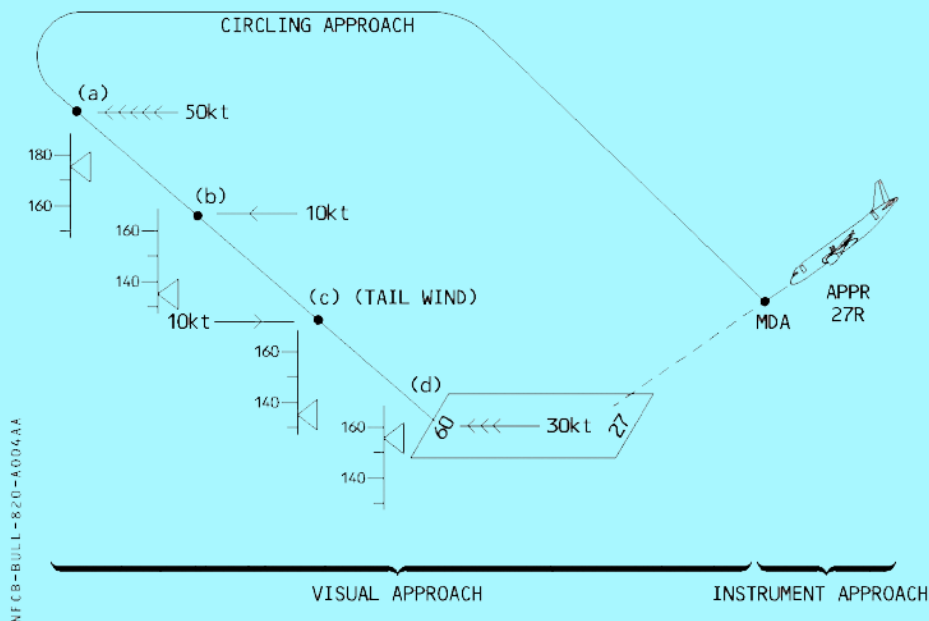 CIRCLING APPROACH
(a)
50kt
180
160
(b)
10kt
160
140
(c) (TAIL WIND)
10kt
160
140
(d)
160
140
09
30kt
27
MDA
APPR
27R
VISUAL APPROACH
INSTRUMENT APPROACH
NFCB-BULL-820-A004AA